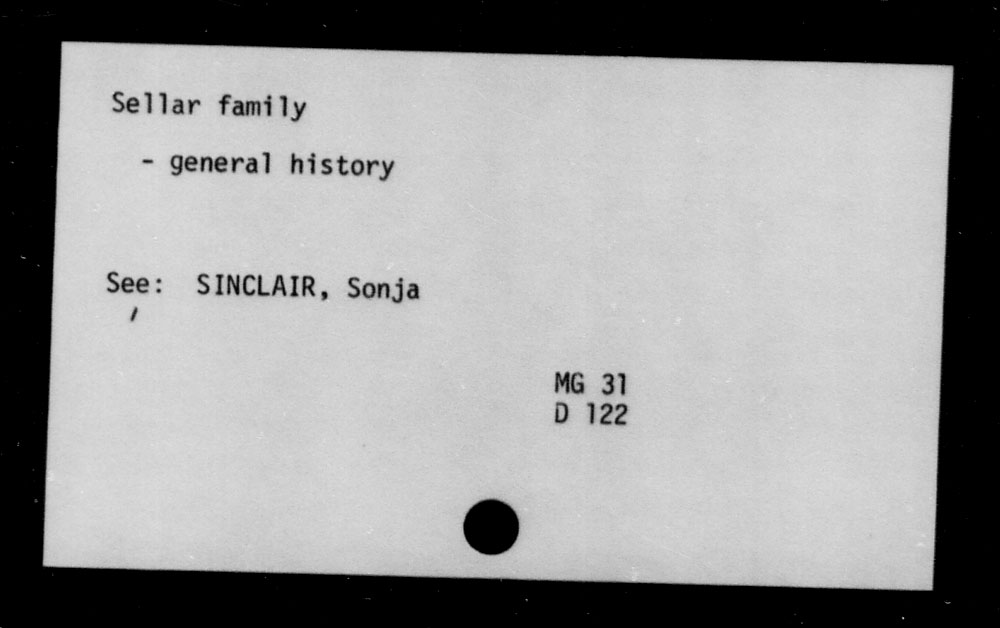 Sellar family
- general history
See: SINCLAIR, Sonja
MG 31
D 122